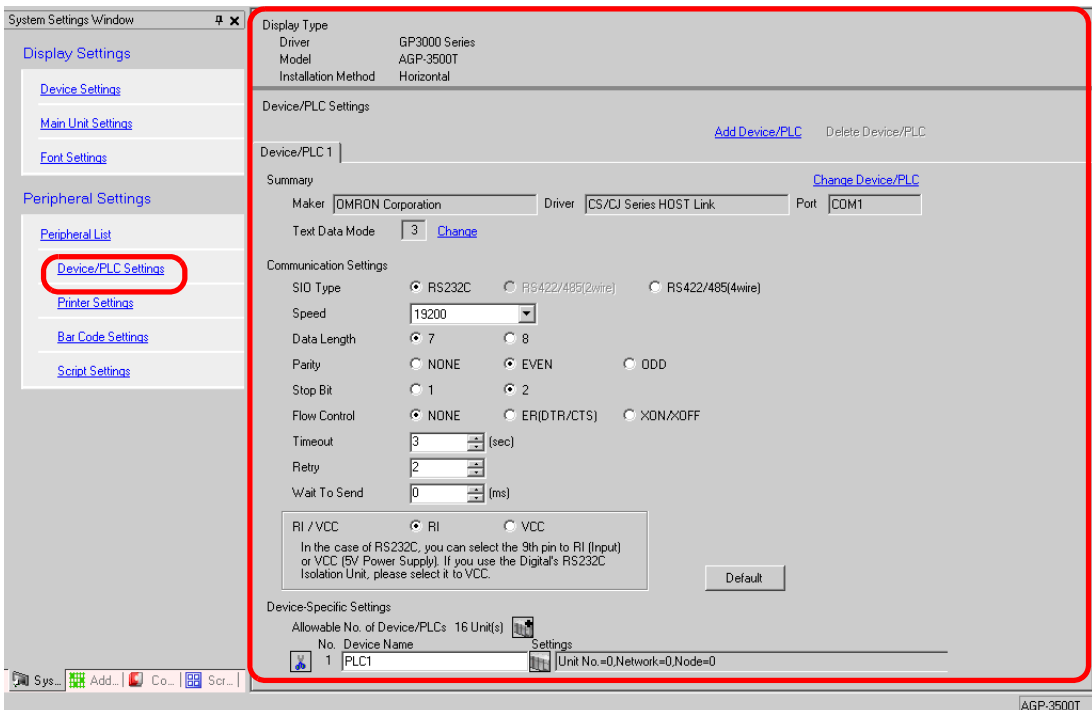 System Settings Window
Display Settings
Device Settings
Main Unit Settings
Font Settings
Peripheral Settings
Peripheral List
Device/PLC Settings
Printer Settings
Bar Code Settings
Script Settings
Sys... Add... Co... Scr...
Display Type
Driver GP3000 Series
Model AGP-3500T
Installation Method Horizontal
Device/PLC Settings
Add Device/PLC Delete Device/PLC
Device/PLC 1
Summary Change Device/PLC
Maker OMRON Corporation Driver CS/CJ Series HOST Link Port COM1
Text Data Mode 3 Change
Communication Settings
SIO Type RS232C RS422/485(2wire) RS422/485(4wire)
Speed 19200
Data Length 7 8
Parity NONE EVEN ODD
Stop Bit 1 2
Flow Control NONE ER(DTR/CTS) XON/XOFF
Timeout 3 (sec)
Retry 2
Wait To Send 0 (ms)
RI / VCC RI VCC
In the case of RS232C, you can select the 9th pin to RI (Input)
or VCC (5V Power Supply). If you use the Digital's RS232C
Isolation Unit, please select it to VCC.
Default
Device-Specific Settings
Allowable No. of Device/PLCs 16 Unit(s)
No. Device Name Settings
1 PLC1 Unit No.=0,Network=0,Node=0
AGP-3500T